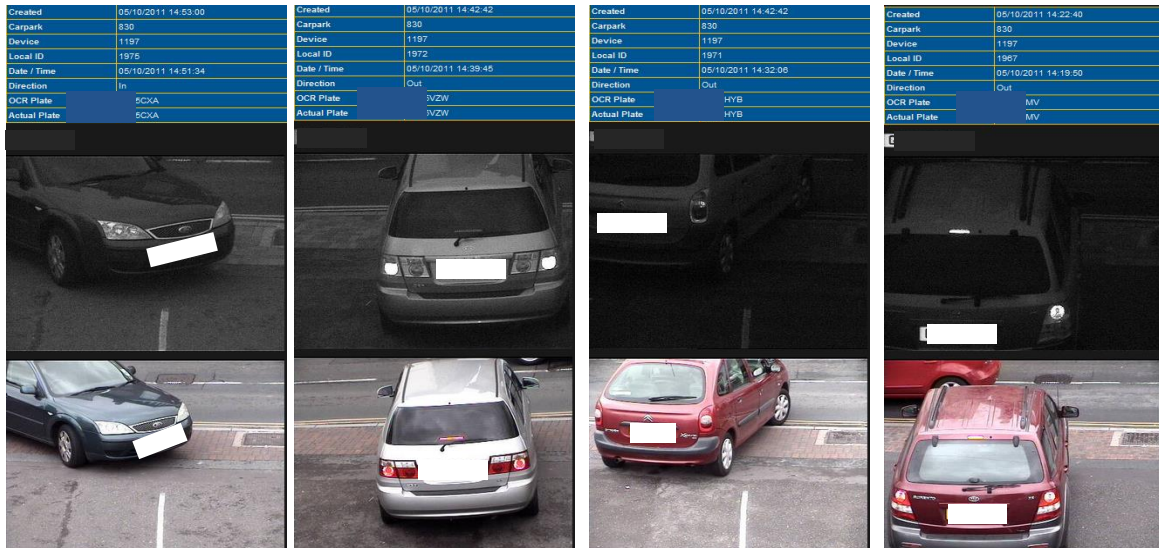 Created 05/10/2011 14:53:00
Carpark 830
Device 1197
Local ID 1975
Date / Time 05/10/2011 14:51:34
Direction In
OCR Plate 5CXA
Actual Plate 5CXA
Created 05/10/2011 14:42:42
Carpark 830
Device 1197
Local ID 1972
Date / Time 05/10/2011 14:39:45
Direction Out
OCR Plate VZW
Actual Plate VZW
Created 05/10/2011 14:42:42
Carpark 830
Device 1197
Local ID 1971
Date / Time 05/10/2011 14:32:06
Direction Out
OCR Plate HYB
Actual Plate HYB
Created 05/10/2011 14:22:40
Carpark 830
Device 1197
Local ID 1967
Date / Time 05/10/2011 14:19:50
Direction Out
OCR Plate MV
Actual Plate MV